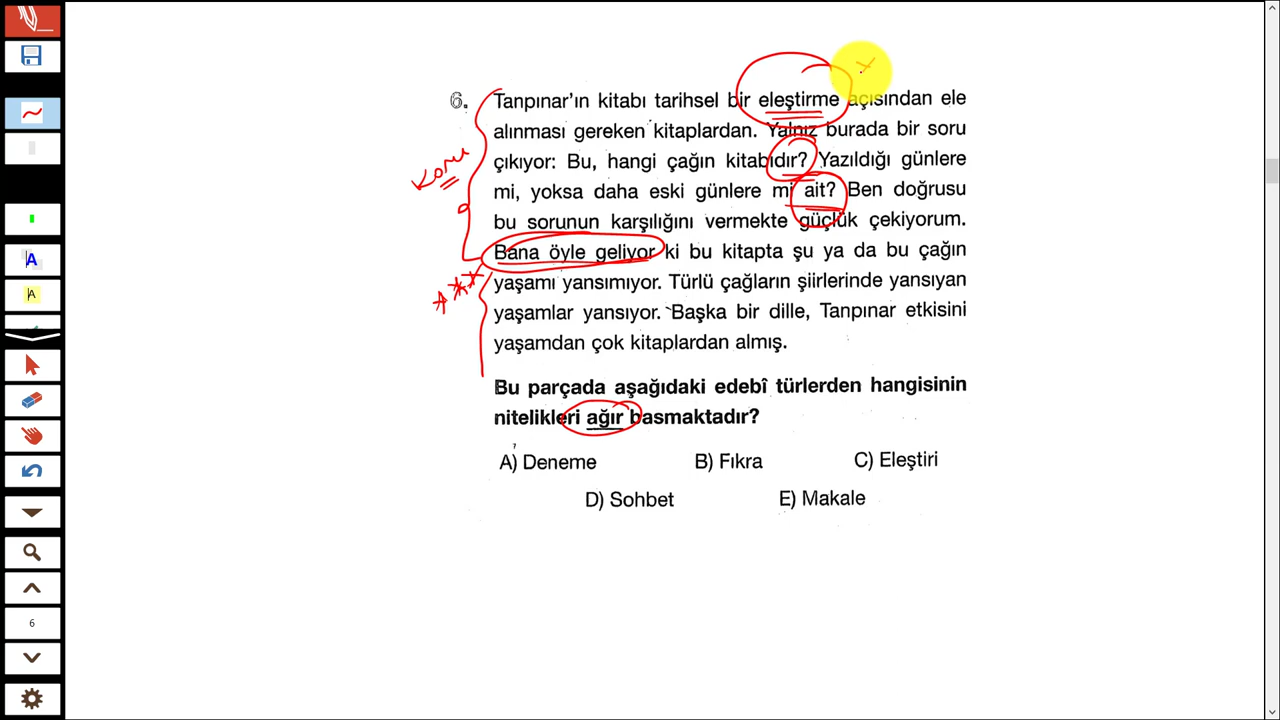 6. Tanpınar'ın kitabı tarihsel bir eleştirme açısından ele
alınması gereken kitaplardan. Yalnız burada bir soru
çıkıyor: Bu, hangi çağın kitabıdır? Yazıldığı günlere
mi, yoksa daha eski günlere mi ait? Ben doğrusu
bu sorunun karşılığını vermekte güçlük çekiyorum.
Bana öyle geliyor ki bu kitapta şu ya da bu çağın
yaşamı yansımıyor. Türlü çağların şiirlerinde yansıyan
yaşamlar yansıyor. Başka bir dille, Tanpınar etkisini
yaşamdan çok kitaplardan almış.
Bu parçada aşağıdaki edebî türlerden hangisinin
nitelikleri ağır basmaktadır?
A) Deneme B) Fıkra C) Eleştiri
D) Sohbet E) Makale
A
A
6